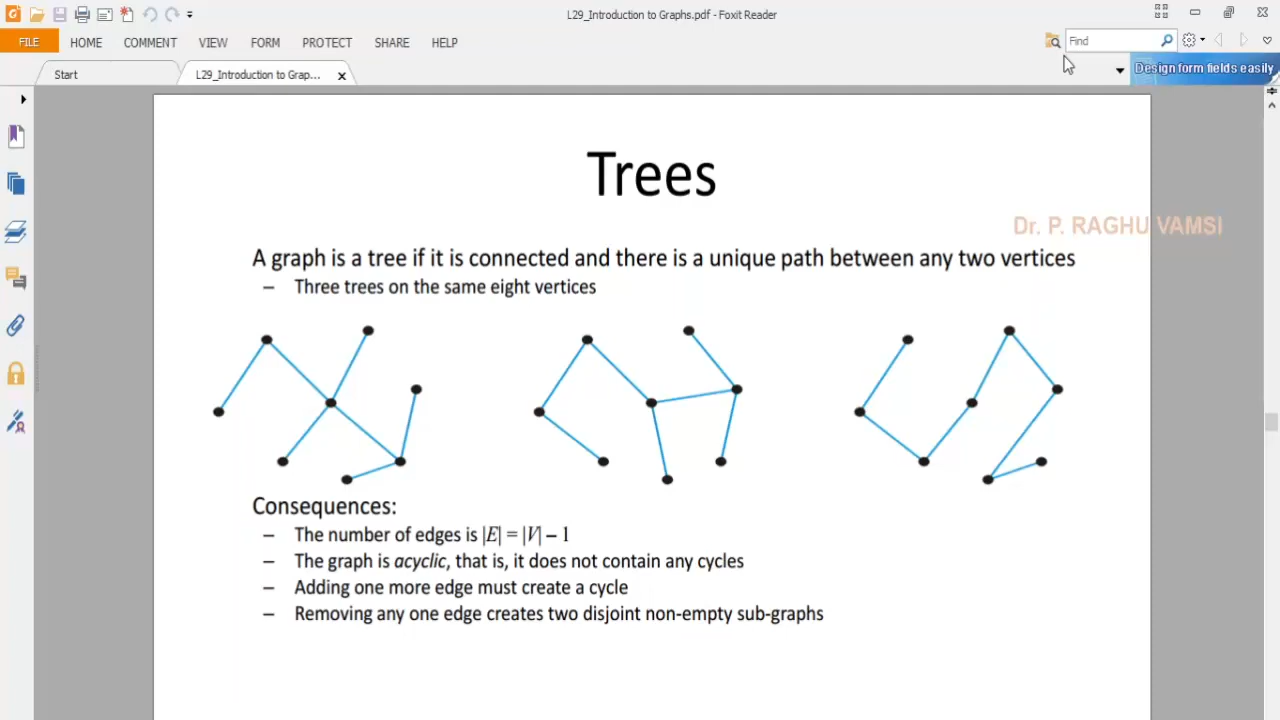 L29_Introduction to Graphs.pdf - Foxit Reader
FILE HOME COMMENT VIEW FORM PROTECT SHARE HELP
Find
Start
L29_Introduction to Grap...
Design form fields easily
Trees
Dr. P. RAGHU VAMSI
A graph is a tree if it is connected and there is a unique path between any two vertices
– Three trees on the same eight vertices
Consequences:
– The number of edges is |E| = |V| – 1
– The graph is acyclic, that is, it does not contain any cycles
– Adding one more edge must create a cycle
– Removing any one edge creates two disjoint non-empty sub-graphs